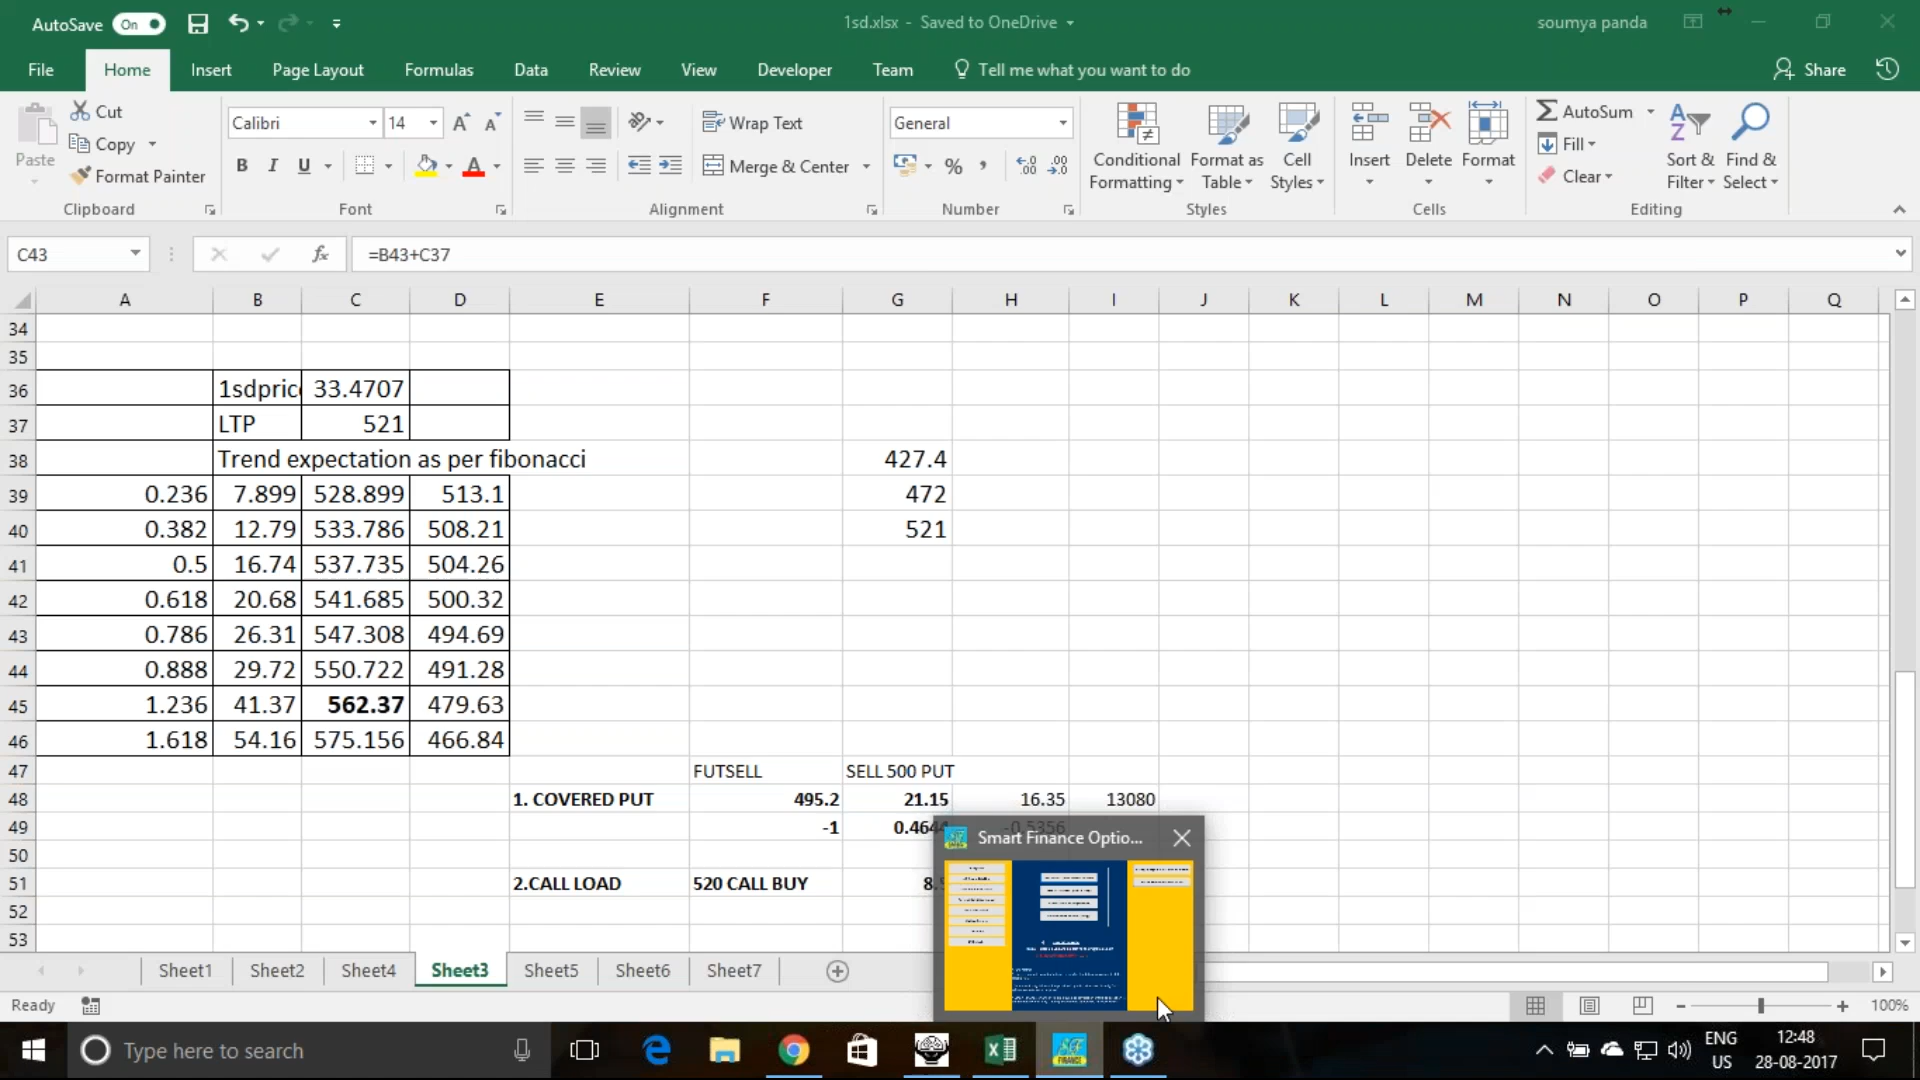 AutoSave On 1sd.xlsx - Saved to OneDrive soumya panda
File Home Insert Page Layout Formulas Data Review View Developer Team Tell me what you want to do Share
Paste Cut Copy Format Painter Clipboard
Calibri 14 B I U A Font
Wrap Text Merge & Center Alignment
General % , Number
Conditional Formatting Format as Table Cell Styles Styles
Insert Delete Format Cells
AutoSum Fill Clear Sort & Filter Find & Select Editing
C43 fx =B43+C37
A B C D E F G H I J K L M N O P Q
34
35
36 1sdpric 33.4707
37 LTP 521
38 Trend expectation as per fibonacci 427.4
39 0.236 7.899 528.899 513.1 472
40 0.382 12.79 533.786 508.21 521
41 0.5 16.74 537.735 504.26
42 0.618 20.68 541.685 500.32
43 0.786 26.31 547.308 494.69
44 0.888 29.72 550.722 491.28
45 1.236 41.37 562.37 479.63
46 1.618 54.16 575.156 466.84
47 FUTSELL SELL 500 PUT
48 1. COVERED PUT 495.2 21.15 16.35 13080
49 -1 0.4644 -0.5356
Smart Finance Optio...
50
51 2.CALL LOAD 520 CALL BUY
52
53
Sheet1 Sheet2 Sheet4 Sheet3 Sheet5 Sheet6 Sheet7
Ready 100%
Type here to search ENG US 12:48 28-08-2017